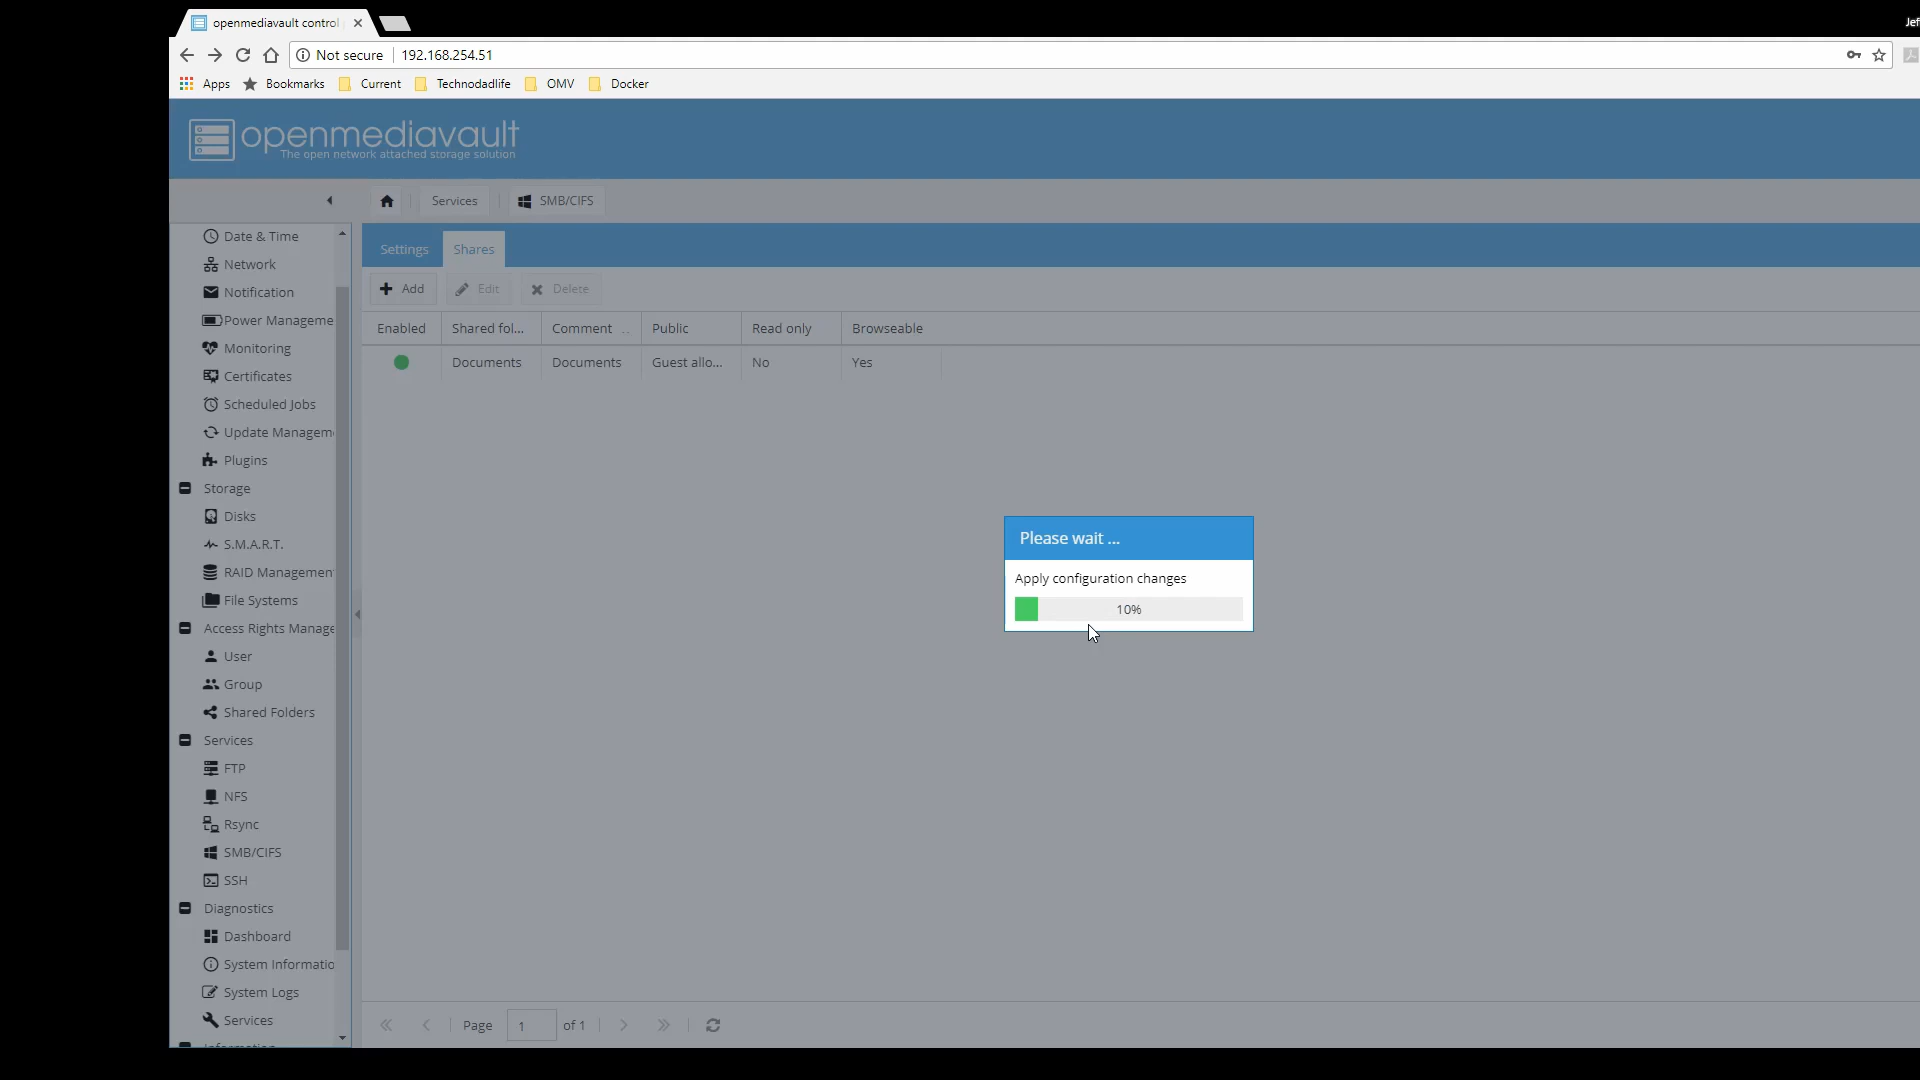 openmediavault control
Jef
Not secure
192.168.254.51
Apps
Bookmarks
Current
Technodadlife
OMV
Docker
openmediavault
The open network attached storage solution
Services
SMB/CIFS
Date & Time
Network
Notification
Power Manageme
Monitoring
Certificates
Scheduled Jobs
Update Managem
Plugins
Storage
Disks
S.M.A.R.T.
RAID Managemen
File Systems
Access Rights Manage
User
Group
Shared Folders
Services
FTP
NFS
Rsync
SMB/CIFS
SSH
Diagnostics
Dashboard
System Informatio
System Logs
Services
Information
Settings
Shares
Add
Edit
Delete
Enabled
Shared fol...
Comment ..
Public
Read only
Browseable
Documents
Documents
Guest allo...
No
Yes
Please wait ...
Apply configuration changes
10%
Page
1
of 1